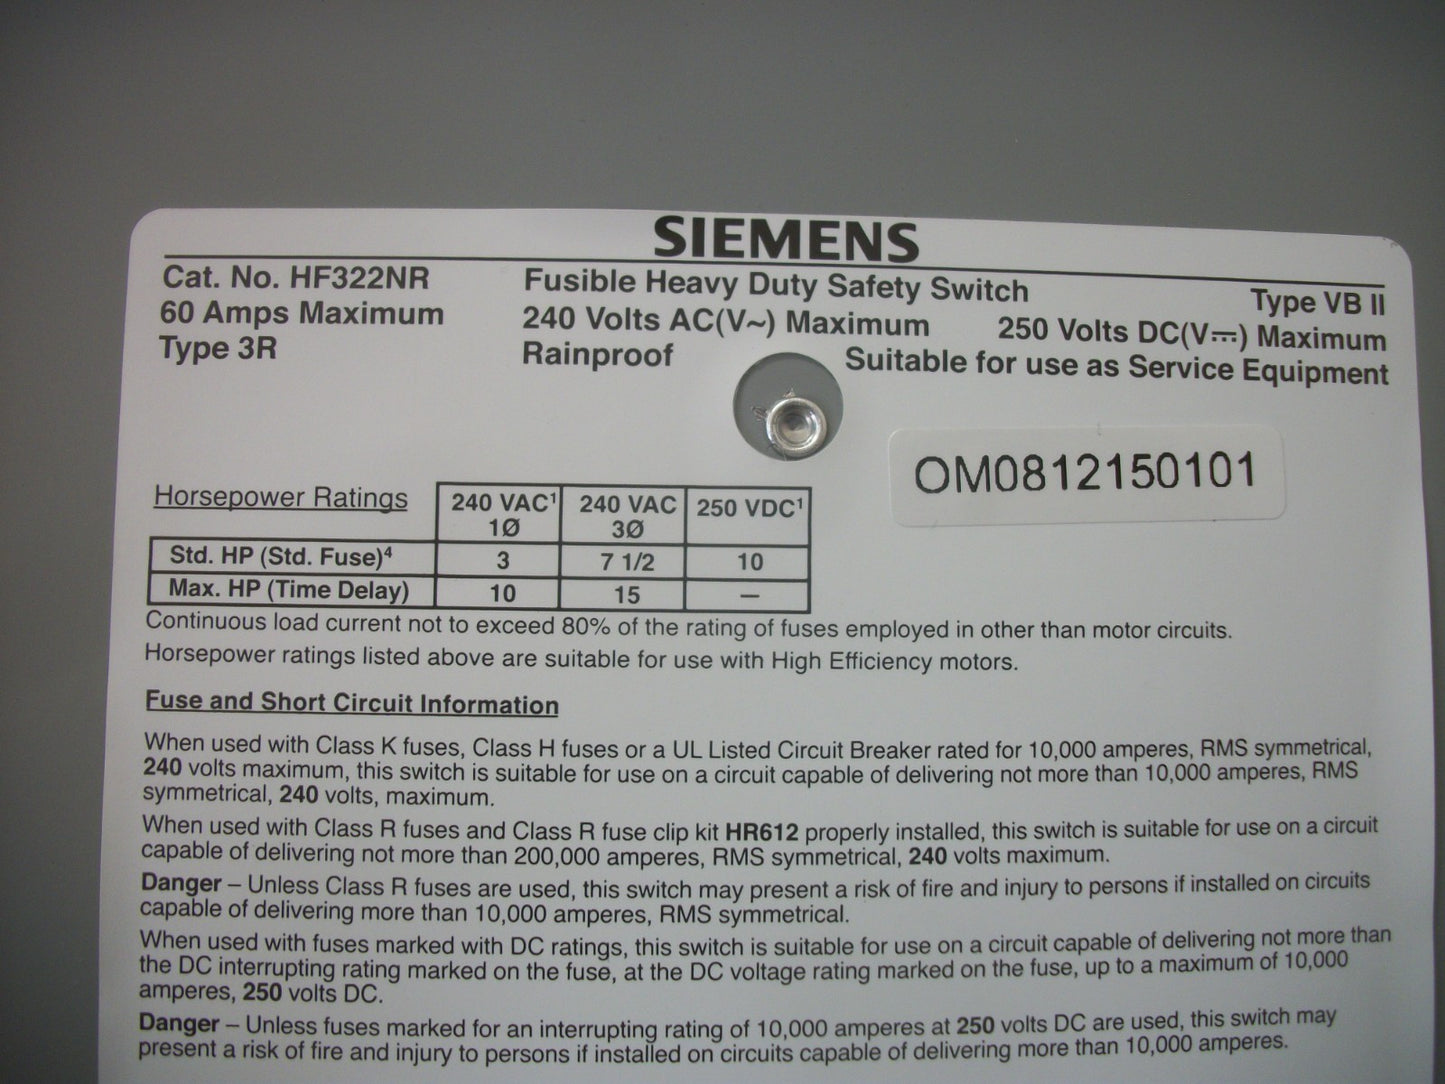 SIEMENS
Cat. No. HF322NR Fusible Heavy Duty Safety Switch Type VB II
60 Amps Maximum 240 Volts AC(V~) Maximum 250 Volts DC(V⎓) Maximum
Type 3R Rainproof Suitable for use as Service Equipment
OM0812150101
Horsepower Ratings 240 VAC¹ 240 VAC 250 VDC¹
1Ø 3Ø
Std. HP (Std. Fuse)⁴ 3 7 1/2 10
Max. HP (Time Delay) 10 15 —
Continuous load current not to exceed 80% of the rating of fuses employed in other than motor circuits.
Horsepower ratings listed above are suitable for use with High Efficiency motors.
Fuse and Short Circuit Information
When used with Class K fuses, Class H fuses or a UL Listed Circuit Breaker rated for 10,000 amperes, RMS symmetrical,
240 volts maximum, this switch is suitable for use on a circuit capable of delivering not more than 10,000 amperes, RMS
symmetrical, 240 volts, maximum.
When used with Class R fuses and Class R fuse clip kit HR612 properly installed, this switch is suitable for use on a circuit
capable of delivering not more than 200,000 amperes, RMS symmetrical, 240 volts maximum.
Danger – Unless Class R fuses are used, this switch may present a risk of fire and injury to persons if installed on circuits
capable of delivering more than 10,000 amperes, RMS symmetrical.
When used with fuses marked with DC ratings, this switch is suitable for use on a circuit capable of delivering not more than
the DC interrupting rating marked on the fuse, at the DC voltage rating marked on the fuse, up to a maximum of 10,000
amperes, 250 volts DC.
Danger – Unless fuses marked for an interrupting rating of 10,000 amperes at 250 volts DC are used, this switch may
present a risk of fire and injury to persons if installed on circuits capable of delivering more than 10,000 amperes.